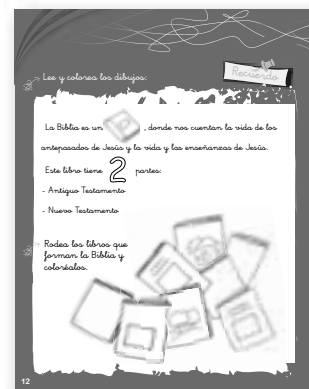 Recuerdo
Lee y colorea los dibujos:
La Biblia es un , donde nos cuentan la vida de los
antepasados de Jesús y la vida y las enseñanzas de Jesús.
Este libro tiene 2 partes:
- Antiguo Testamento
- Nuevo Testamento
Rodea los libros que
forman la Biblia y
coloréalos.
12